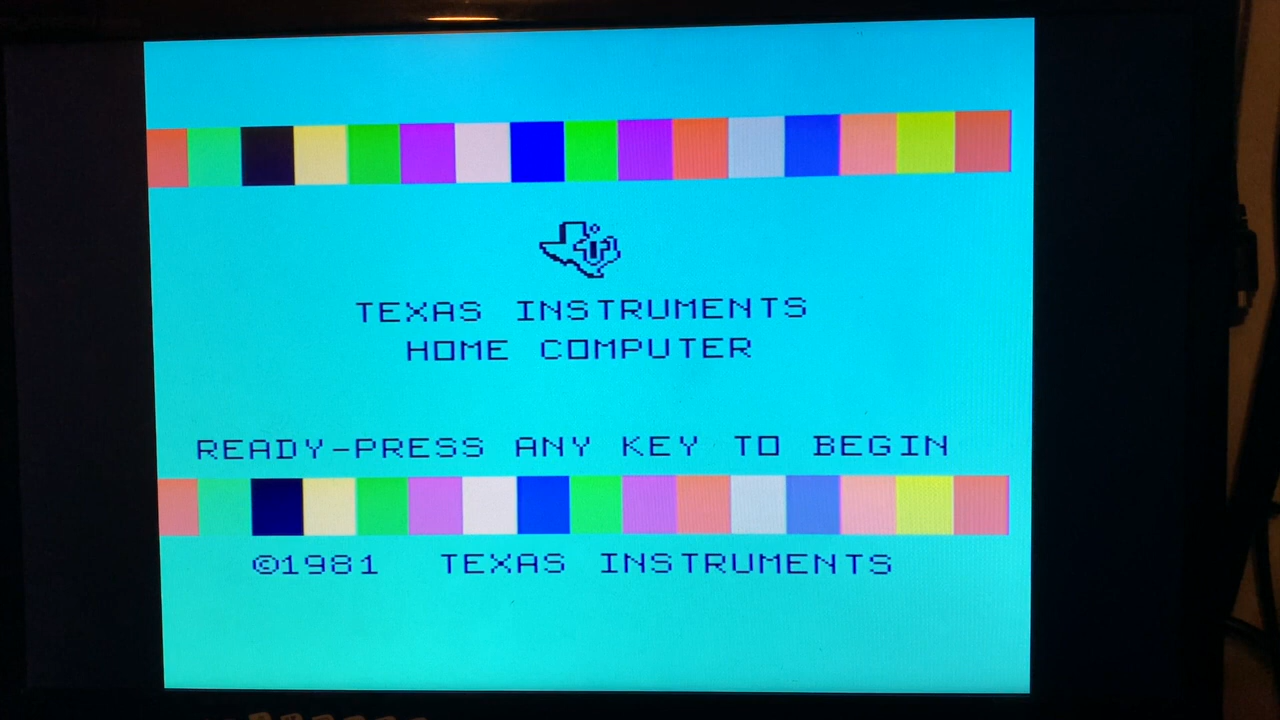 TEXAS INSTRUMENTS
HOME COMPUTER
READY-PRESS ANY KEY TO BEGIN
©1981 TEXAS INSTRUMENTS